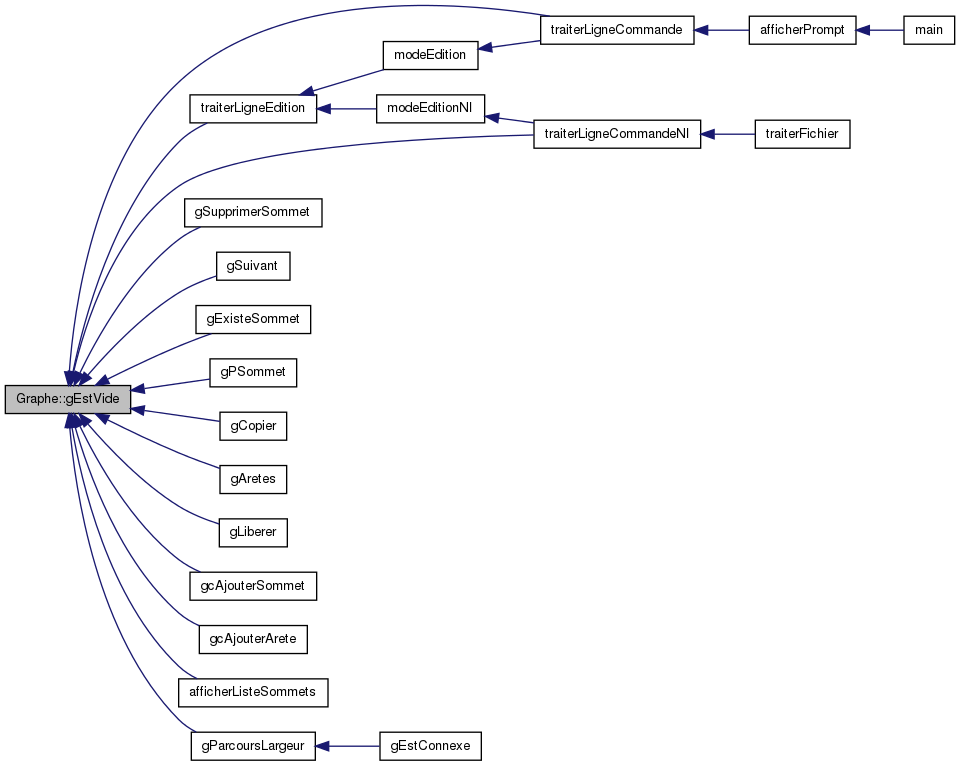 traiterLigneCommande
afficherPrompt
main
modeEdition
traiterLigneEdition
modeEditionNI
traiterLigneCommandeNI
traiterFichier
gSupprimerSommet
gSuivant
gExisteSommet
gPSommet
Graphe::gEstVide
gCopier
gAretes
gLiberer
gcAjouterSommet
gcAjouterArete
afficherListeSommets
gParcoursLargeur
gEstConnexe